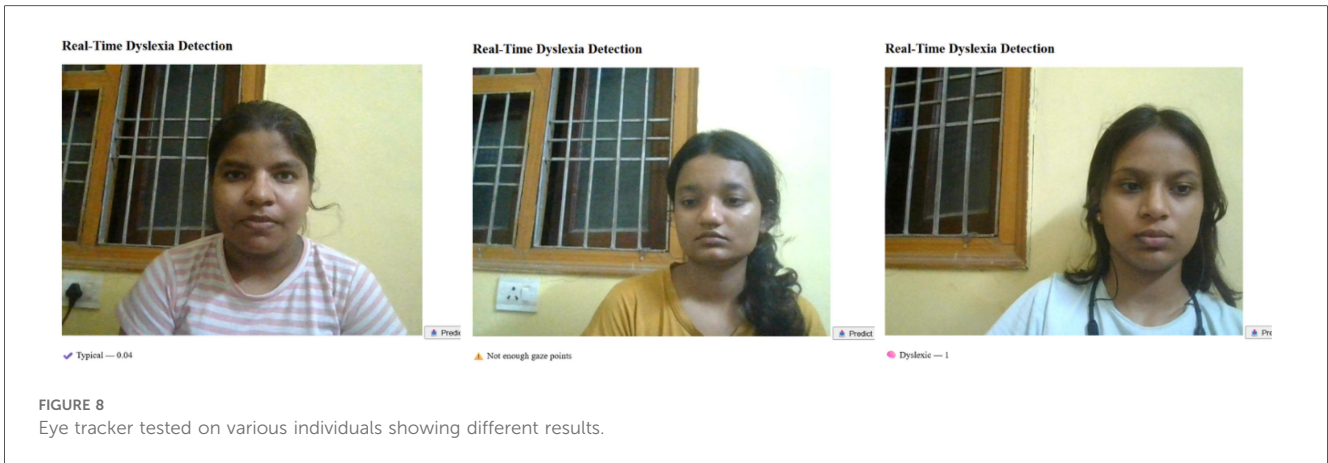 Real-Time Dyslexia Detection
Real-Time Dyslexia Detection
Real-Time Dyslexia Detection
Predict
✔ Typical — 0.04
⚠ Not enough gaze points
Dyslexic — 1
FIGURE 8
Eye tracker tested on various individuals showing different results.